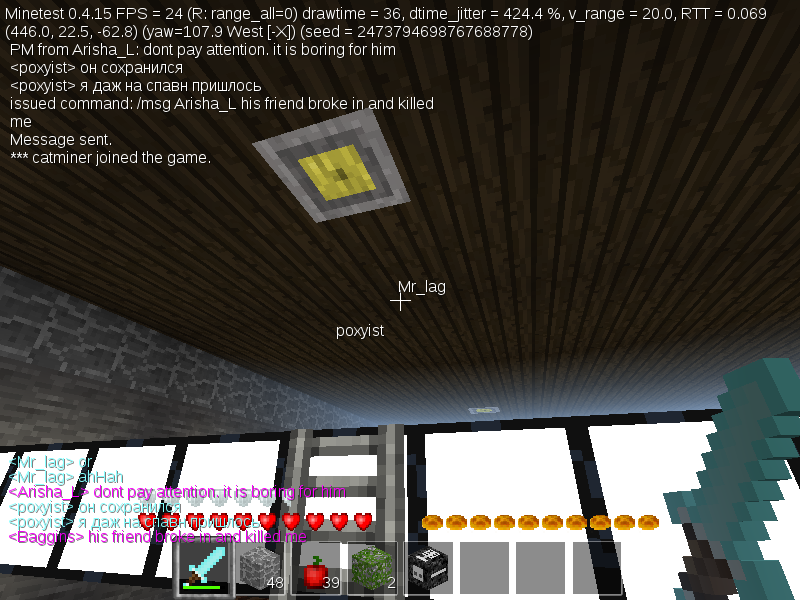 Minetest 0.4.15 FPS = 24 (R: range_all=0) drawtime = 36, dtime_jitter = 424.4 %, v_range = 20.0, RTT = 0.069
(446.0, 22.5, -62.8) (yaw=107.9 West [-X]) (seed = 2473794698767688778)
PM from Arisha_L: dont pay attention. it is boring for him
<poxyist> он сохранился
<poxyist> я даж на спавн пришлось
issued command: /msg Arisha_L his friend broke in and killed
me
Message sent.
*** catminer joined the game.
Mr_lag
poxyist
<Mr_lag> or
<Mr_lag> ahHah
<Arisha_L> dont pay attention. it is boring for him
<poxyist> он сохранился
<poxyist> я даж на спавн пришлось
<Baggins> his friend broke in and killed me
48
39
2